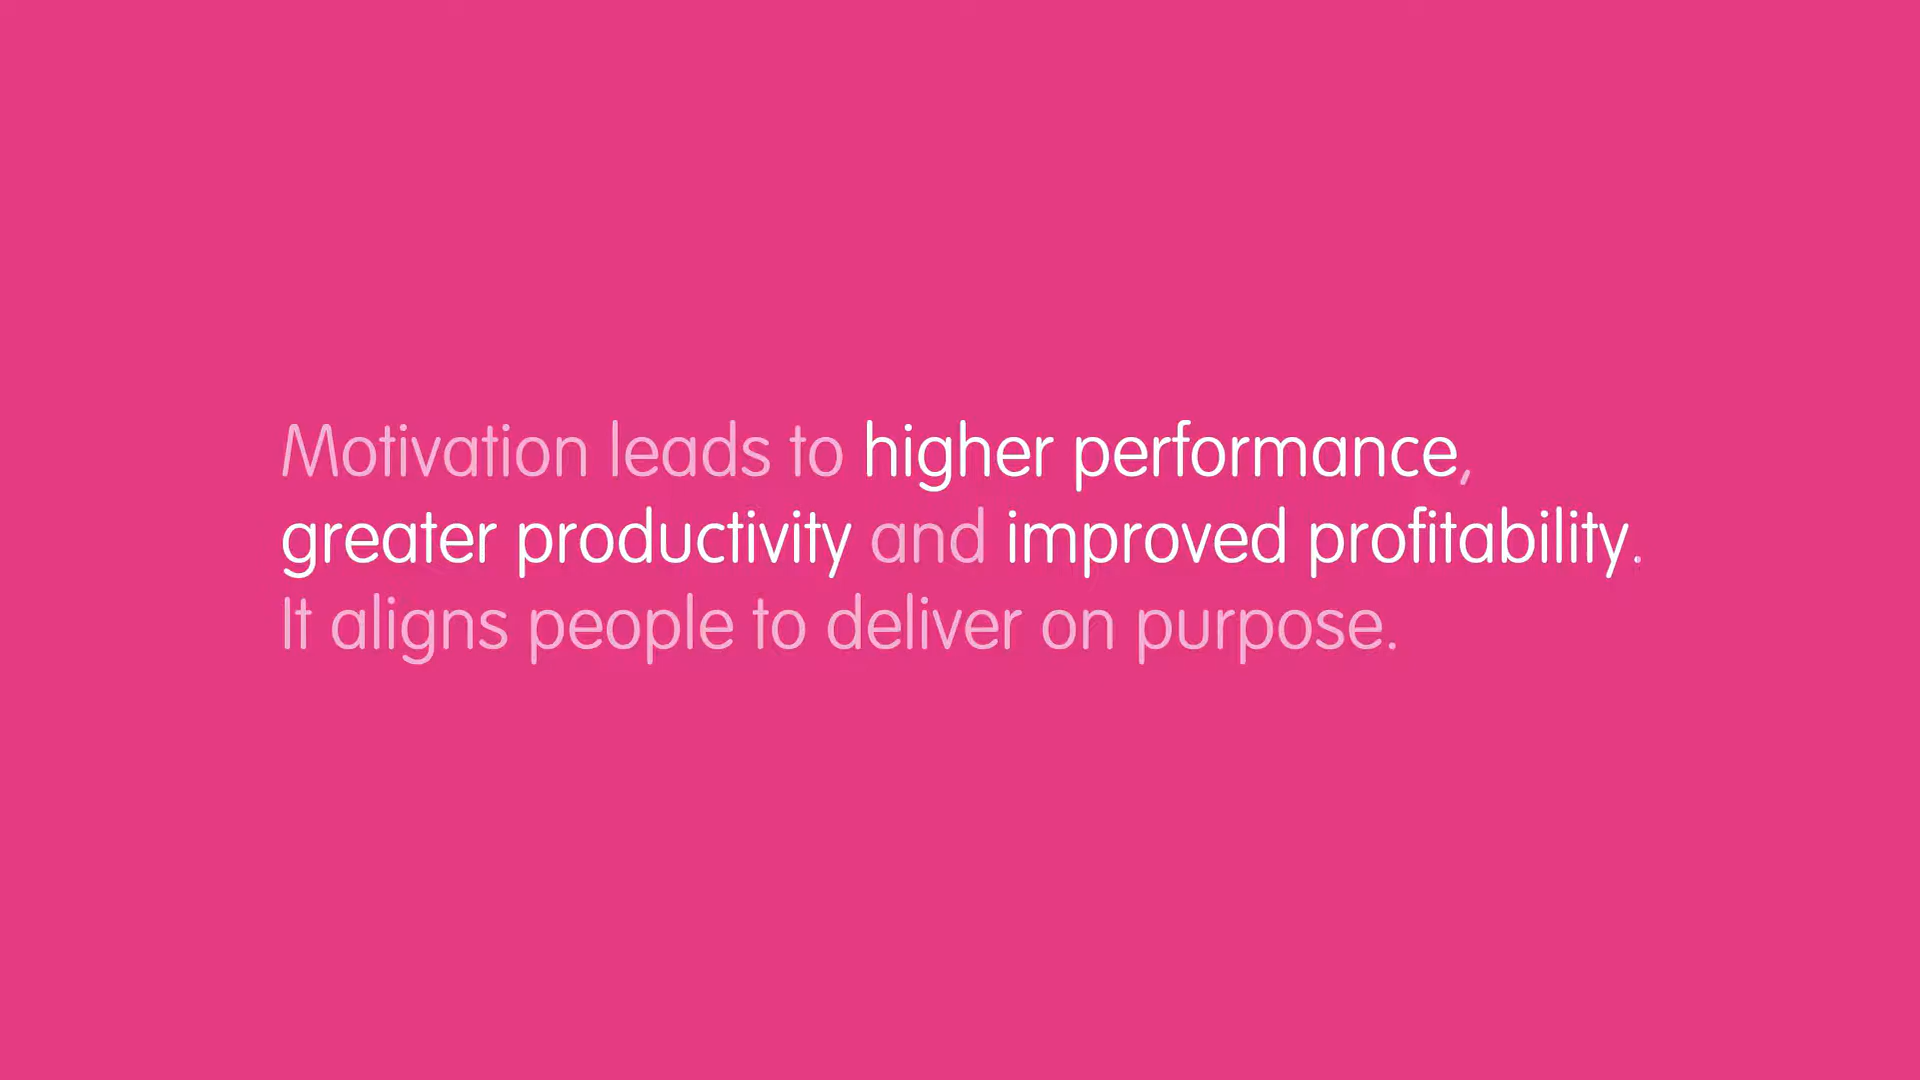 Motivation leads to higher performance,
greater productivity and improved profitability.
It aligns people to deliver on purpose.